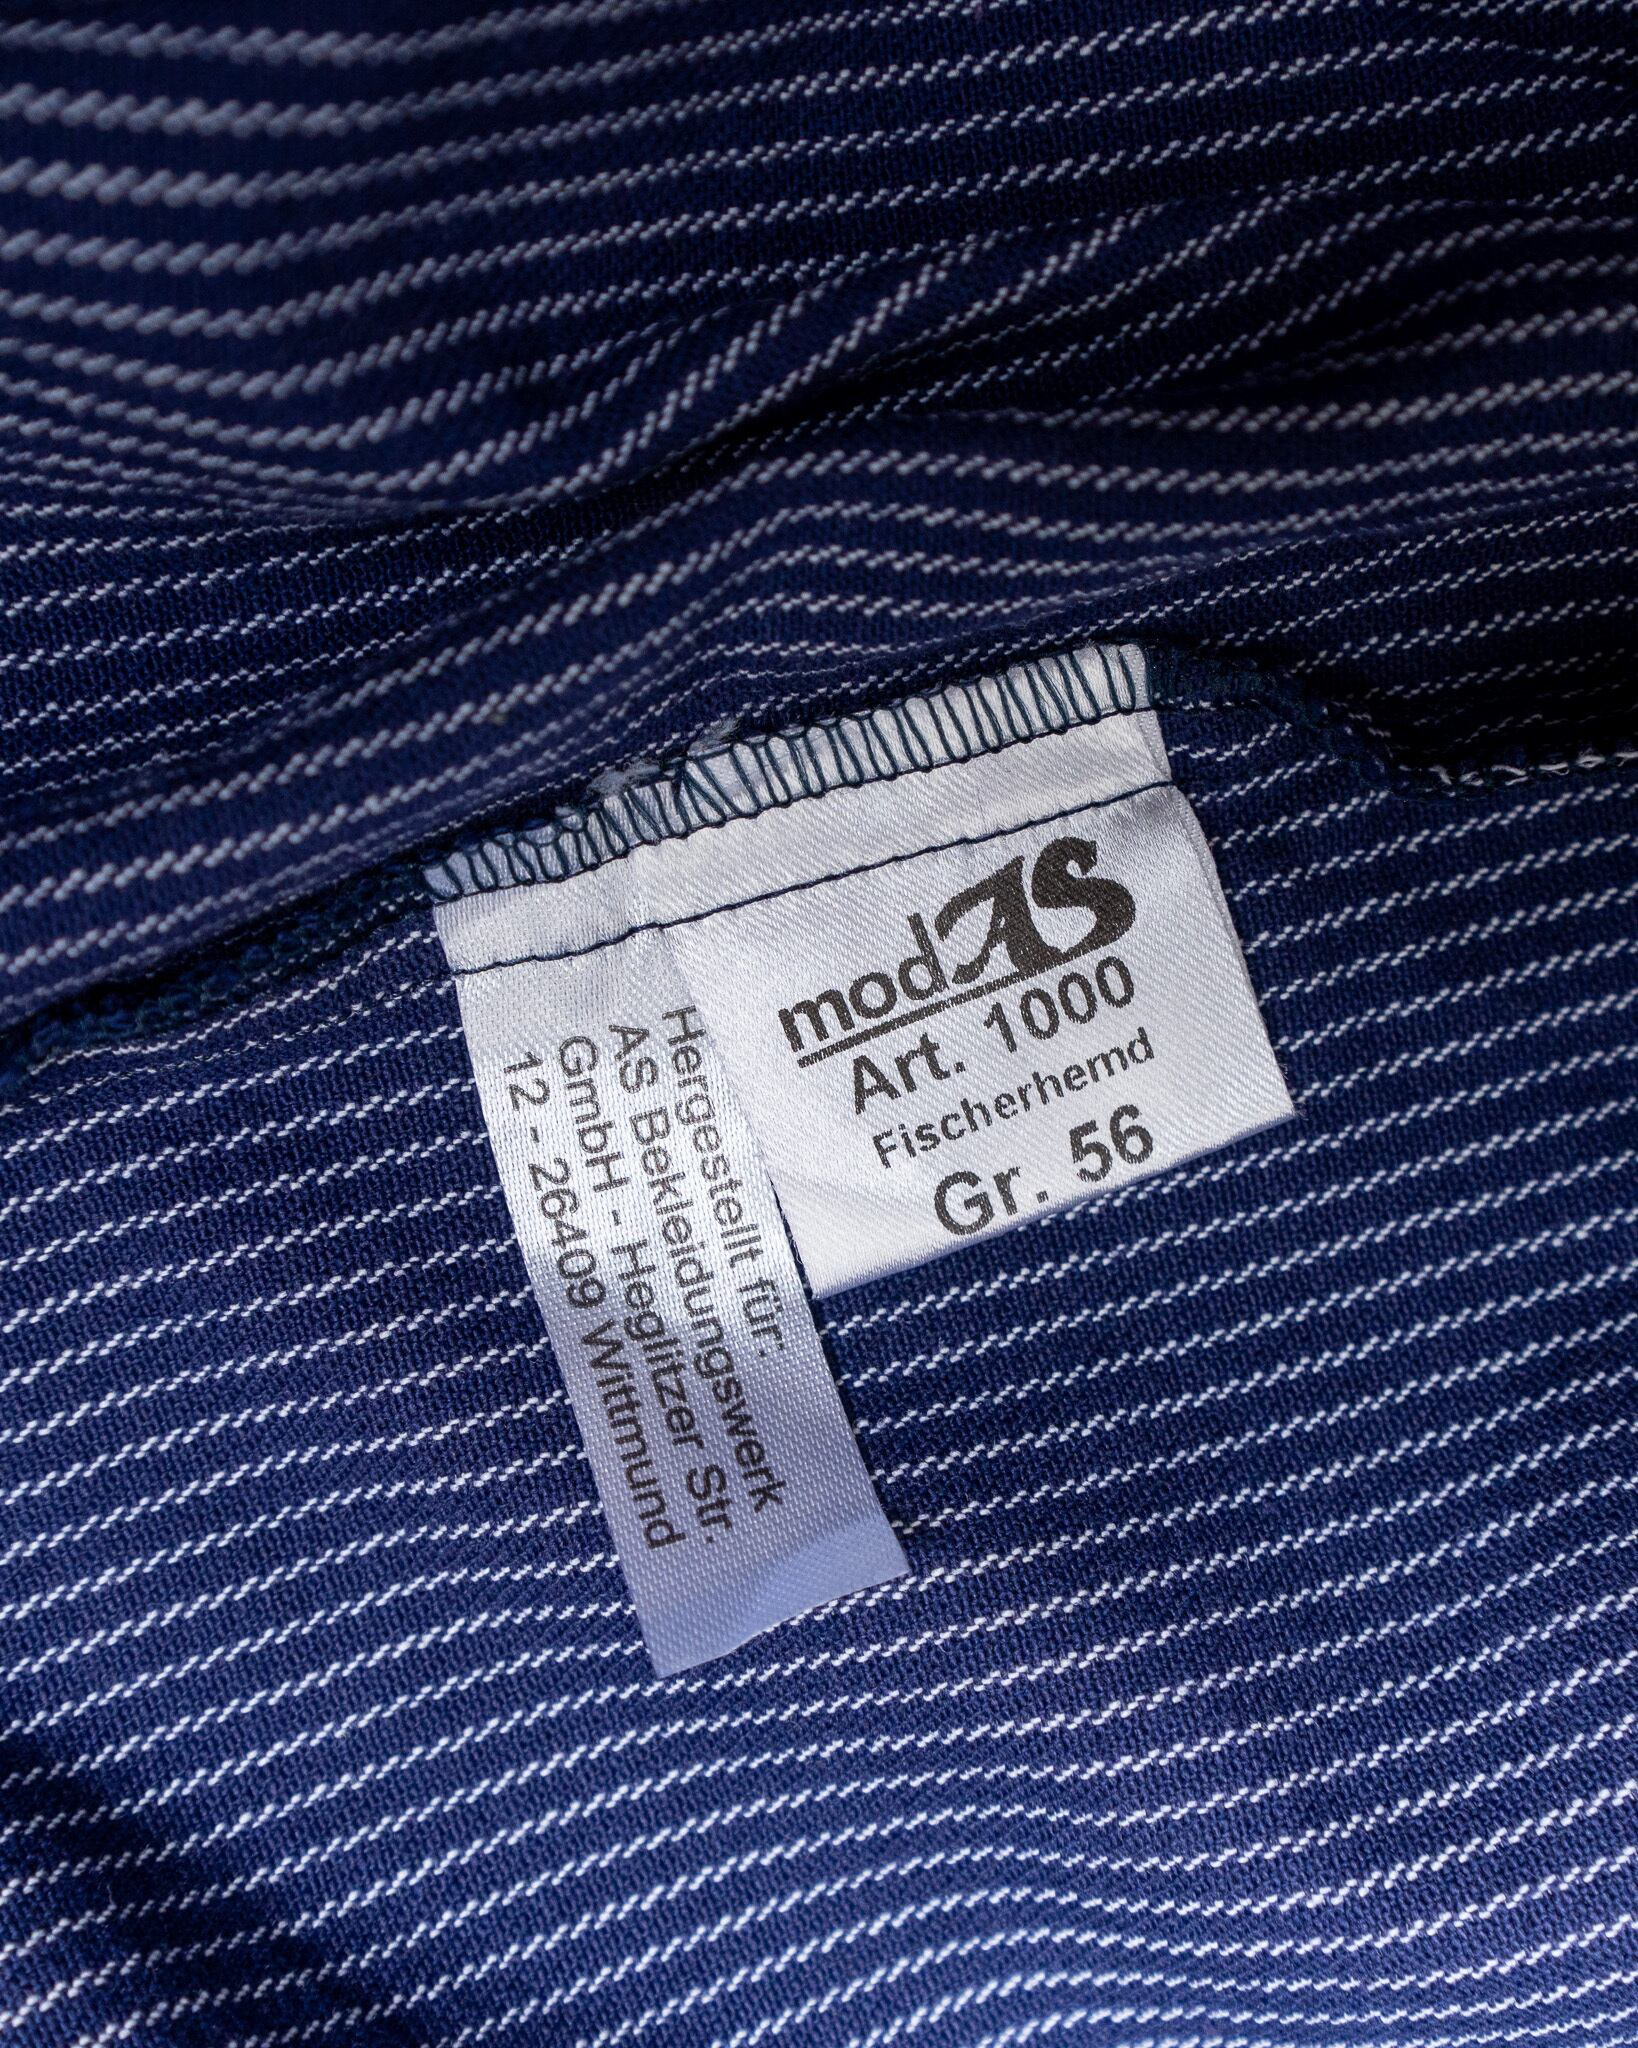 modAS
Art. 1000
Fischerhemd
Gr. 56
Hergestellt für:
AS Bekleidungswerk
GmbH - Heglitzer Str.
12 - 26409 Wittmund